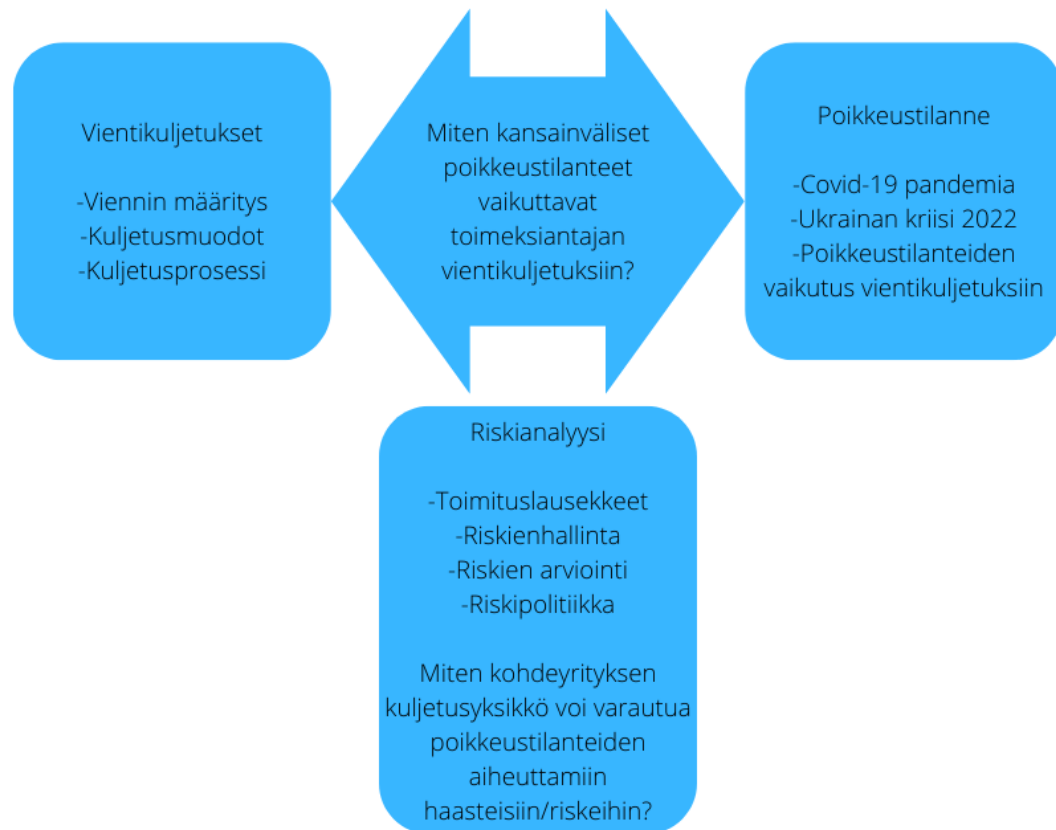 Vientikuljetukset
-Viennin määritys
-Kuljetusmuodot
-Kuljetusprosessi
Miten kansainväliset
poikkeustilanteet
vaikuttavat
toimeksiantajan
vientikuljetuksiin?
Poikkeustilanne
-Covid-19 pandemia
-Ukrainan kriisi 2022
-Poikkeustilanteiden
vaikutus vientikuljetuksiin
Riskianalyysi
-Toimituslausekkeet
-Riskienhallinta
-Riskien arviointi
-Riskipolitiikka
Miten kohdeyrityksen
kuljetusyksikkö voi varautua
poikkeustilanteiden
aiheuttamiin
haasteisiin/riskeihin?